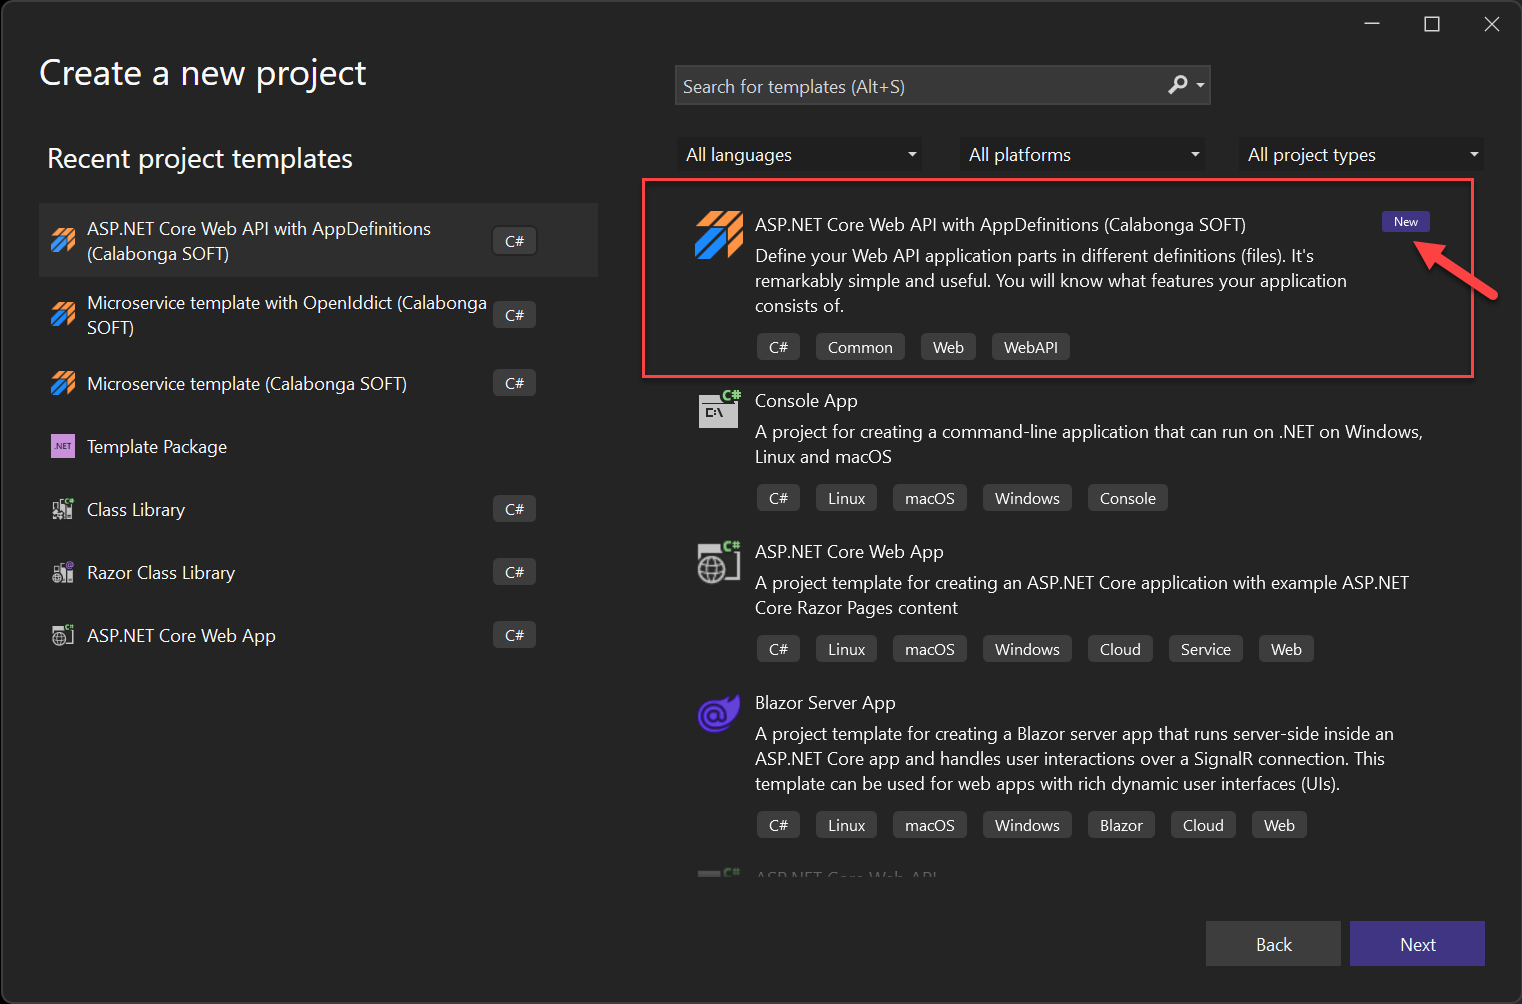 Create a new project
Search for templates (Alt+S)
Recent project templates
All languages
All platforms
All project types
ASP.NET Core Web API with AppDefinitions
(Calabonga SOFT)
C#
Microservice template with OpenIddict (Calabonga
SOFT)
C#
Microservice template (Calabonga SOFT)
C#
.NET
Template Package
Class Library
C#
Razor Class Library
C#
ASP.NET Core Web App
C#
ASP.NET Core Web API with AppDefinitions (Calabonga SOFT)
New
Define your Web API application parts in different definitions (files). It's
remarkably simple and useful. You will know what features your application
consists of.
C# Common Web WebAPI
C#
C:\
Console App
A project for creating a command-line application that can run on .NET on Windows,
Linux and macOS
C# Linux macOS Windows Console
ASP.NET Core Web App
A project template for creating an ASP.NET Core application with example ASP.NET
Core Razor Pages content
C# Linux macOS Windows Cloud Service Web
Blazor Server App
A project template for creating a Blazor server app that runs server-side inside an
ASP.NET Core app and handles user interactions over a SignalR connection. This
template can be used for web apps with rich dynamic user interfaces (UIs).
C# Linux macOS Windows Blazor Cloud Web
ASP.NET Core Web API
Back
Next